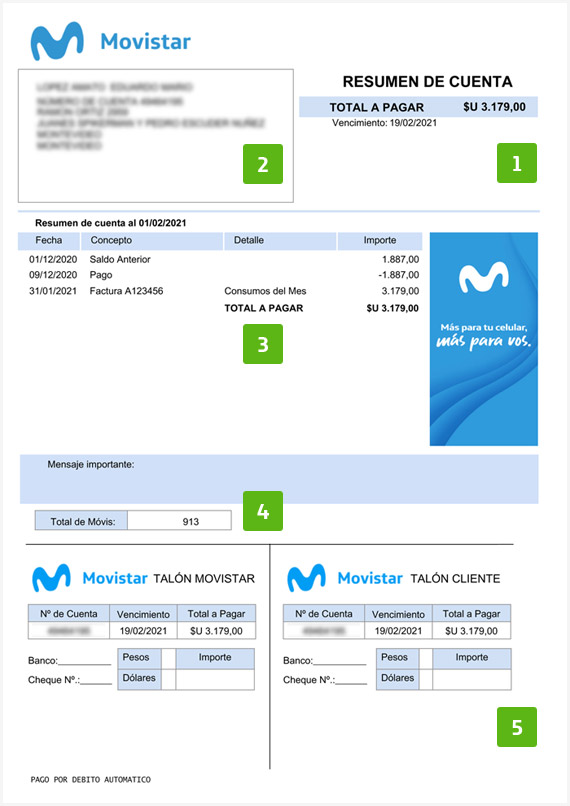 Movistar
RESUMEN DE CUENTA
TOTAL A PAGAR $U 3.179,00
Vencimiento: 19/02/2021
1
2
Resumen de cuenta al 01/02/2021
Fecha Concepto Detalle Importe
01/12/2020 Saldo Anterior 1.887,00
09/12/2020 Pago -1.887,00
31/01/2021 Factura A123456 Consumos del Mes 3.179,00
TOTAL A PAGAR $U 3.179,00
3
Más para tu celular,
más para vos.
Mensaje importante:
4
Total de Móvis: 913
Movistar TALÓN MOVISTAR
Nº de Cuenta Vencimiento Total a Pagar
19/02/2021 $U 3.179,00
Banco:__________ Pesos Importe
Cheque Nº.:______ Dólares
Movistar TALÓN CLIENTE
Nº de Cuenta Vencimiento Total a Pagar
19/02/2021 $U 3.179,00
Banco:__________ Pesos Importe
Cheque Nº.:______ Dólares
5
PAGO POR DEBITO AUTOMATICO